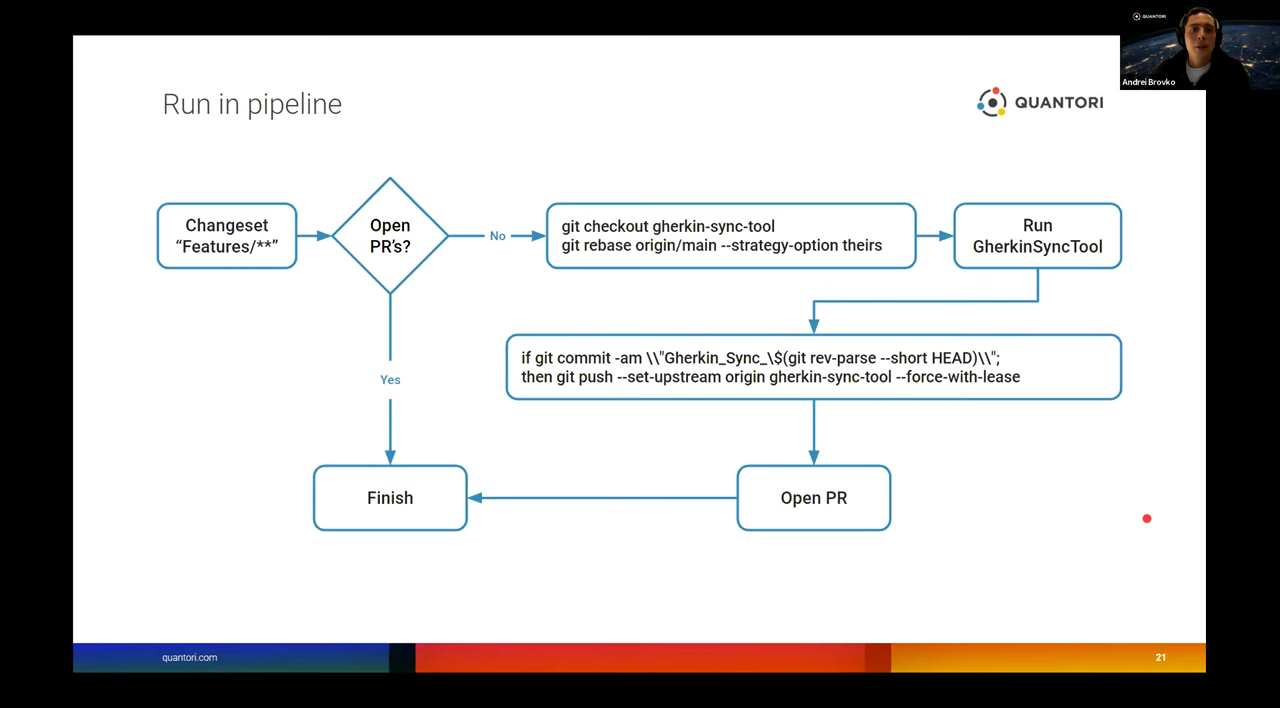 QUANTORI
Andrei Brovko
Run in pipeline
QUANTORI
Changeset
“Features/**”
Open
PR’s?
No
git checkout gherkin-sync-tool
git rebase origin/main --strategy-option theirs
Run
GherkinSyncTool
if git commit -am \\"Gherkin_Sync_\$(git rev-parse --short HEAD)\\";
then git push --set-upstream origin gherkin-sync-tool --force-with-lease
Yes
Finish
Open PR
quantori.com
21